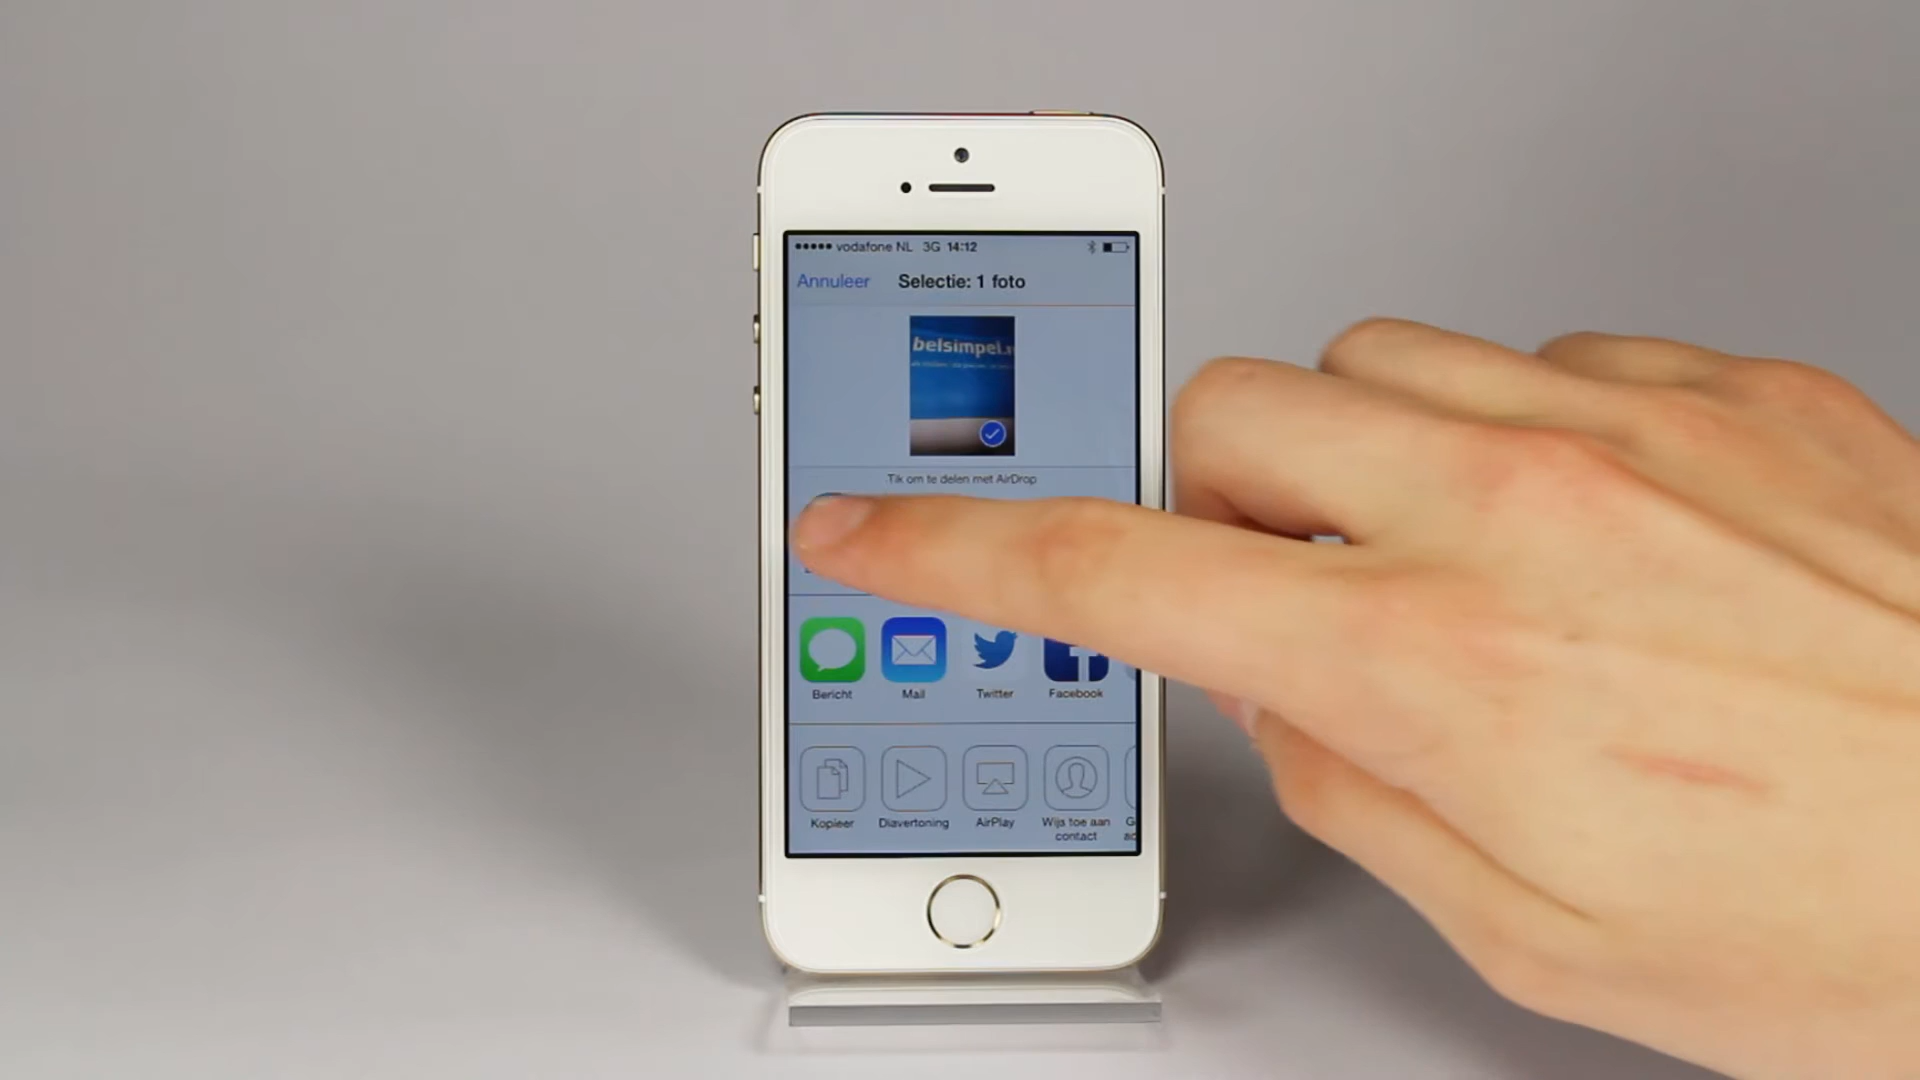 vodafone NL 3G 14:12
Annuleer Selectie: 1 foto
belsimpel.n
Tik om te delen met AirDrop
Bericht Mail Twitter Facebook
Kopieer Diavertoning AirPlay Wijs toe aan
contact